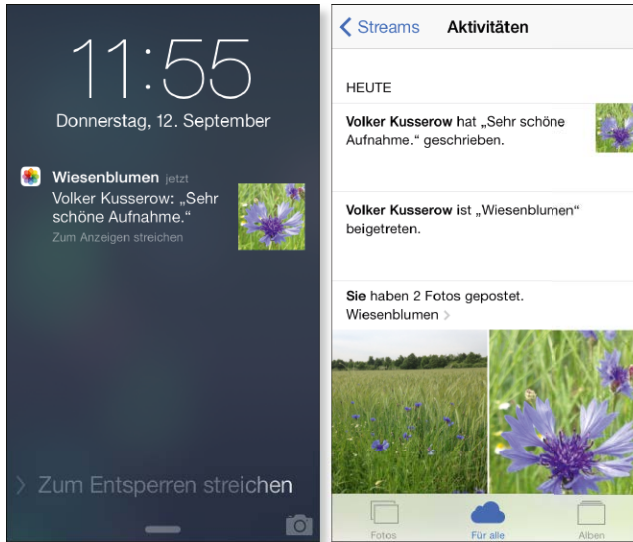 11:55
Donnerstag, 12. September
Wiesenblumen jetzt
Volker Kusserow: „Sehr
schöne Aufnahme.“
Zum Anzeigen streichen
Zum Entsperren streichen
Streams Aktivitäten
HEUTE
Volker Kusserow hat „Sehr schöne
Aufnahme.“ geschrieben.
Volker Kusserow ist „Wiesenblumen“
beigetreten.
Sie haben 2 Fotos gepostet.
Wiesenblumen
Fotos Für alle Alben